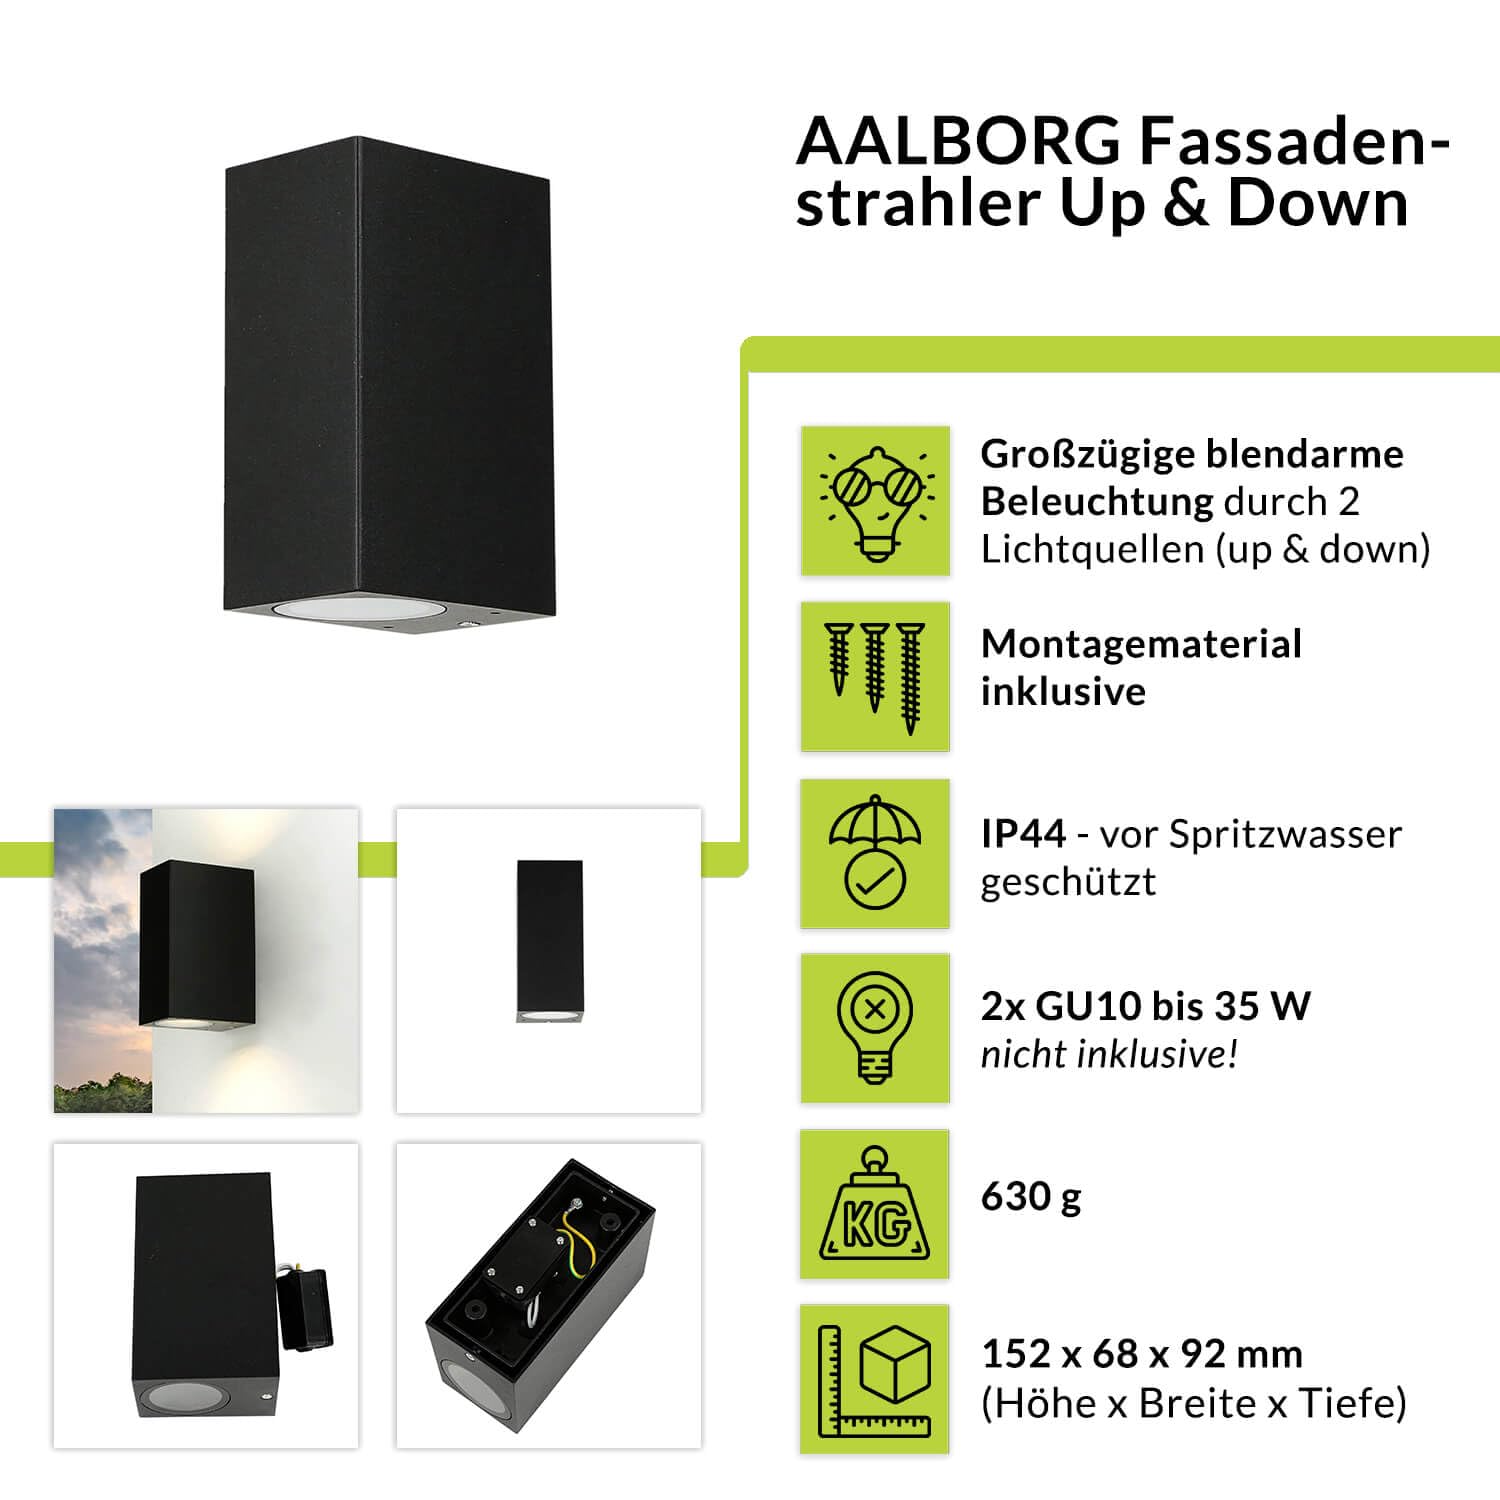 AALBORG Fassaden-
strahler Up & Down
Großzügige blendarme
Beleuchtung durch 2
Lichtquellen (up & down)
Montagematerial
inklusive
IP44 - vor Spritzwasser
geschützt
2x GU10 bis 35 W
nicht inklusive!
KG
630 g
152 x 68 x 92 mm
(Höhe x Breite x Tiefe)